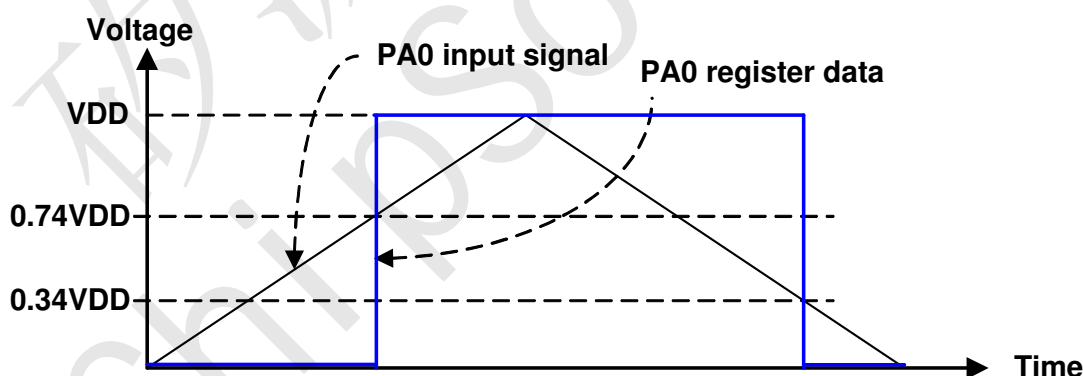 Voltage
PA0 input signal
PA0 register data
VDD
0.74VDD
0.34VDD
Time